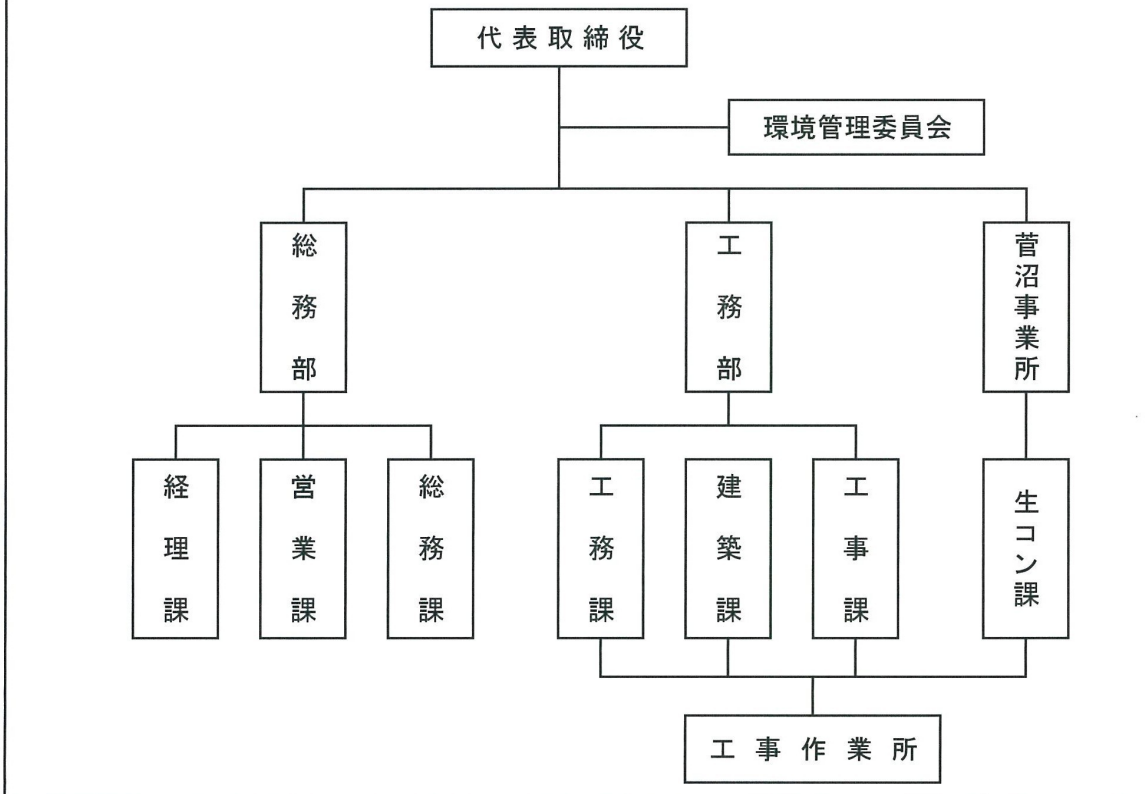 代表取締役
環境管理委員会
総務部
工務部
菅沼事業所
経理課
営業課
総務課
工務課
建築課
工事課
生コン課
工事作業所